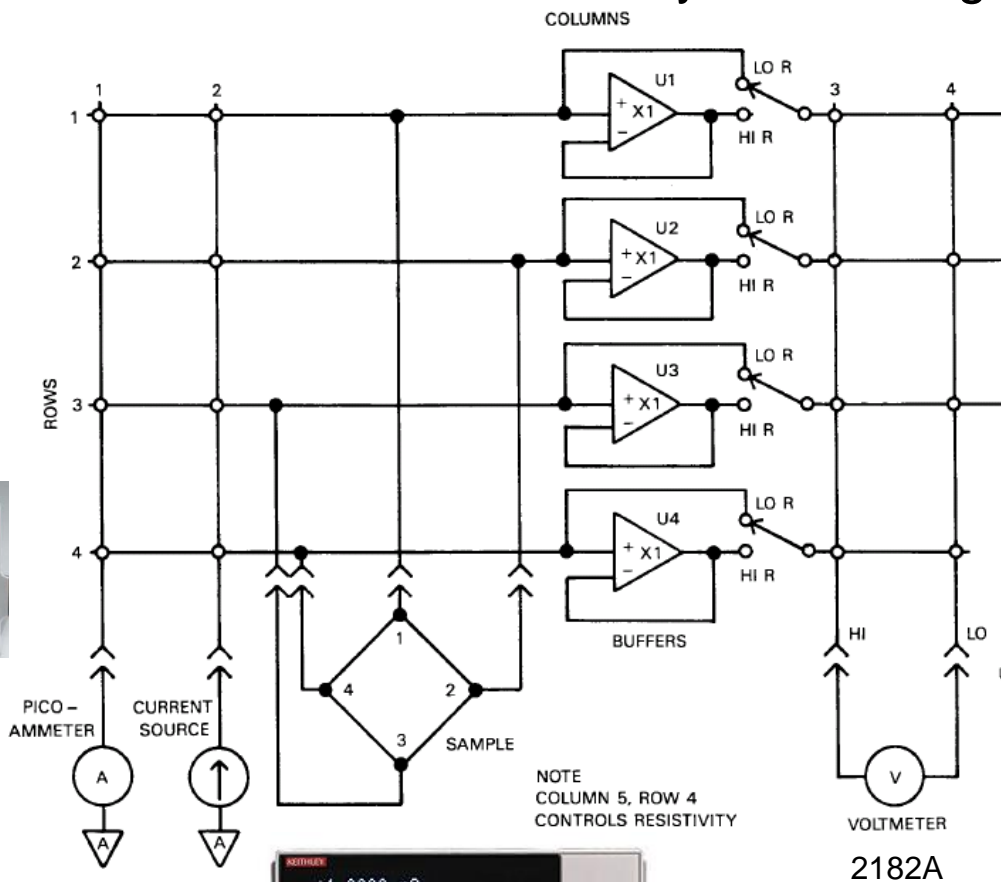 COLUMNS
1
2
3
4
1
U1
+
X1
−
LO R
HI R
2
U2
+
X1
−
LO R
HI R
ROWS
3
U3
+
X1
−
LO R
HI R
4
U4
+
X1
−
LO R
HI R
BUFFERS
HI
LO
1
4
2
3
SAMPLE
PICO-
AMMETER
CURRENT
SOURCE
A
A
A
NOTE
COLUMN 5, ROW 4
CONTROLS RESISTIVITY
V
VOLTMETER
2182A
KEITHLEY